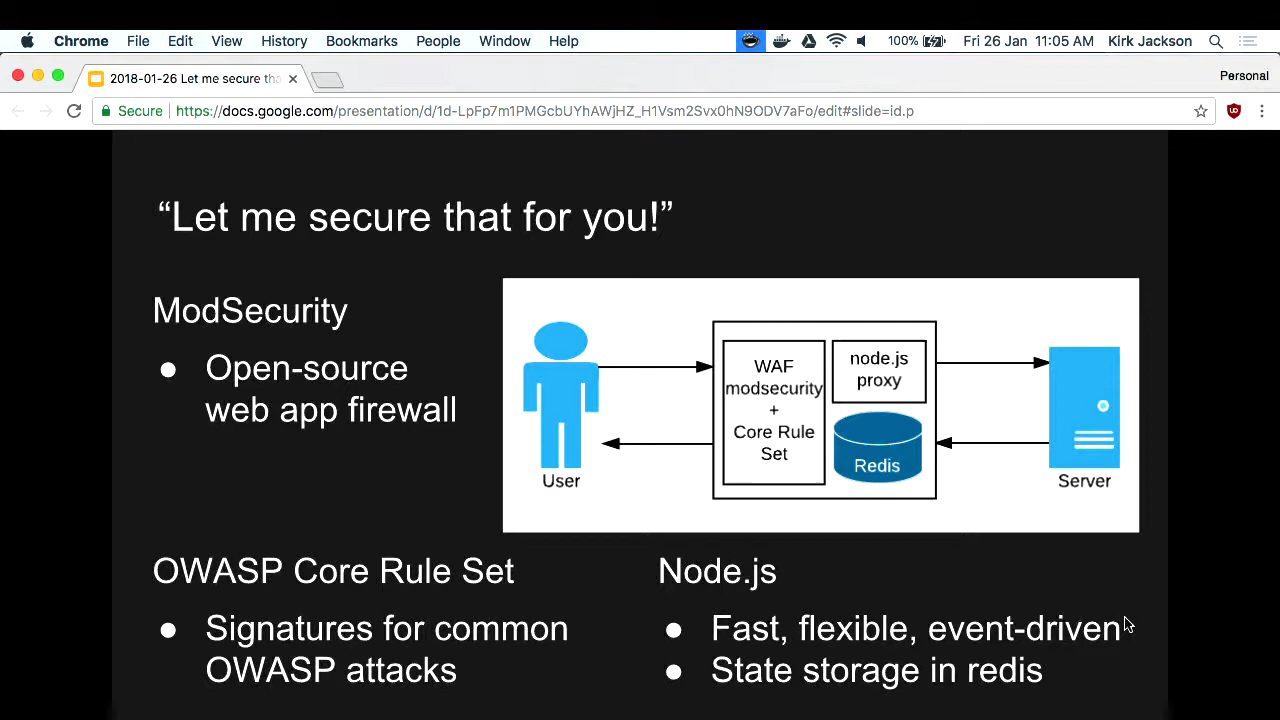 Chrome File Edit View History Bookmarks People Window Help 100% Fri 26 Jan 11:05 AM Kirk Jackson
2018-01-26 Let me secure tha
Personal
Secure https://docs.google.com/presentation/d/1d-LpFp7m1PMGcbUYhAWjHZ_H1Vsm2Svx0hN9ODV7aFo/edit#slide=id.p
“Let me secure that for you!”
ModSecurity
● Open-source
web app firewall
User
WAF
modsecurity
+
Core Rule
Set
node.js
proxy
Redis
Server
OWASP Core Rule Set
● Signatures for common
OWASP attacks
Node.js
● Fast, flexible, event-driven
● State storage in redis